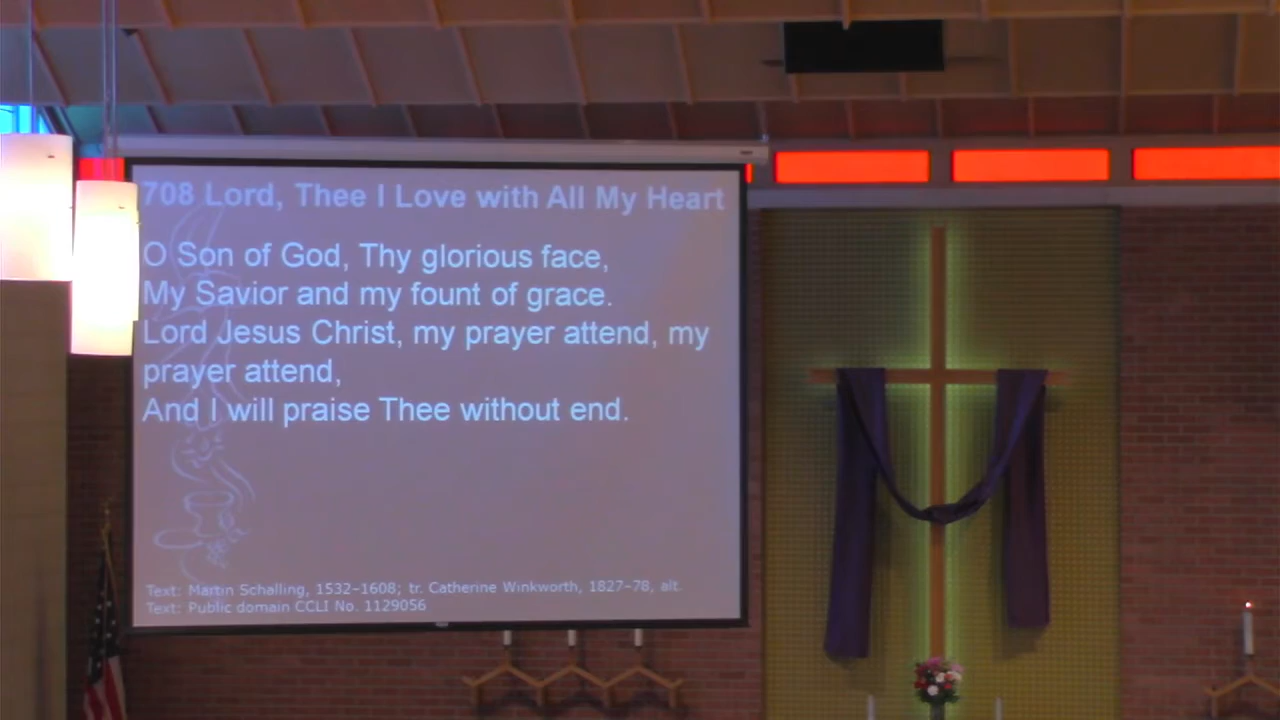 708 Lord, Thee I Love with All My Heart
O Son of God, Thy glorious face,
My Savior and my fount of grace.
Lord Jesus Christ, my prayer attend, my
prayer attend,
And I will praise Thee without end.
Text: Martin Schalling, 1532–1608; tr. Catherine Winkworth, 1827–78, alt.
Text: Public domain CCLI No. 1129056